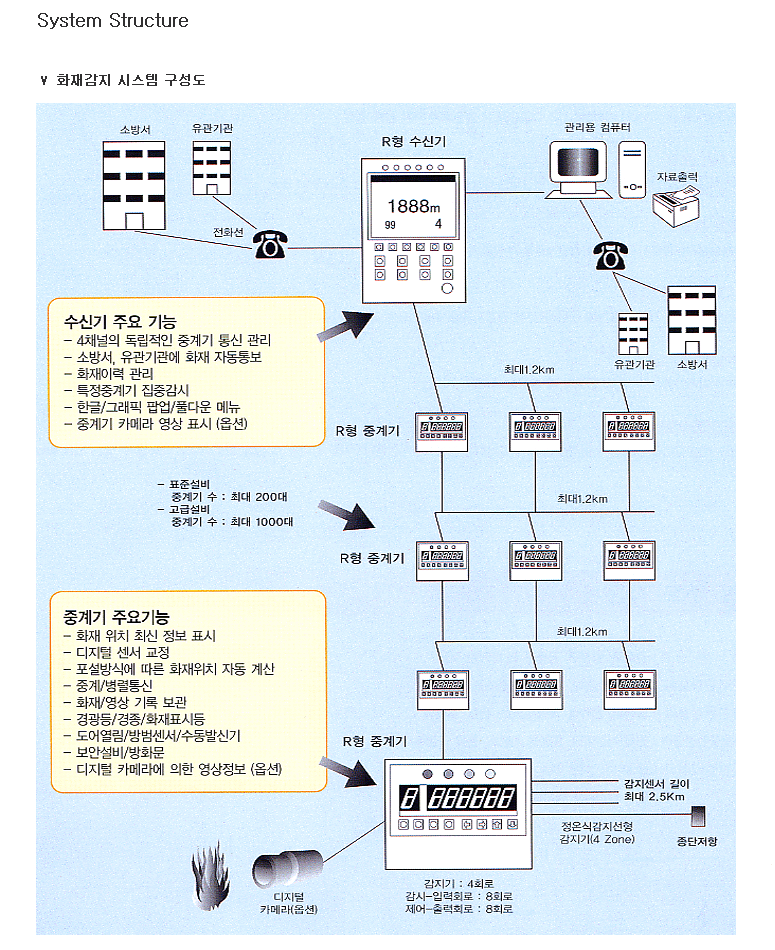 System Structure
¥ 화재감지 시스템 구성도
소방서
유관기관
R형 수신기
관리용 컴퓨터
자료출력
전화션
1888m
99 4
수신기 주요 기능
- 4채널의 독립적인 중계기 통신 관리
- 소방서, 유관기관에 화재 자동통보
- 화재이력 관리
- 특정중계기 집중감시
- 한글/그래픽 팝업/풀다운 메뉴
- 중계기 카메라 영상 표시 (옵션)
유관기관
소방서
최대1.2km
R형 중계기
- 표준설비
중계기 수 : 최대 200대
- 고급설비
중계기 수 : 최대 1000대
최대1.2km
R형 중계기
최대1.2km
중계기 주요기능
- 화재 위치 최신 정보 표시
- 디지털 센서 교정
- 포설방식에 따른 화재위치 자동 계산
- 중계/병렬통신
- 화재/영상 기록 보관
- 경광등/경종/화재표시등
- 도어열림/방범센서/수동발신기
- 보안설비/방화문
- 디지털 카메라에 의한 영상정보 (옵션)
R형 중계기
8 888888
감지센서 길이
최대 2.5Km
정온식감지선형
감지기(4 Zone)
종단저항
디지털
카메라(옵션)
감지기 : 4회로
감시-입력회로 : 8회로
제어-출력회로 : 8회로